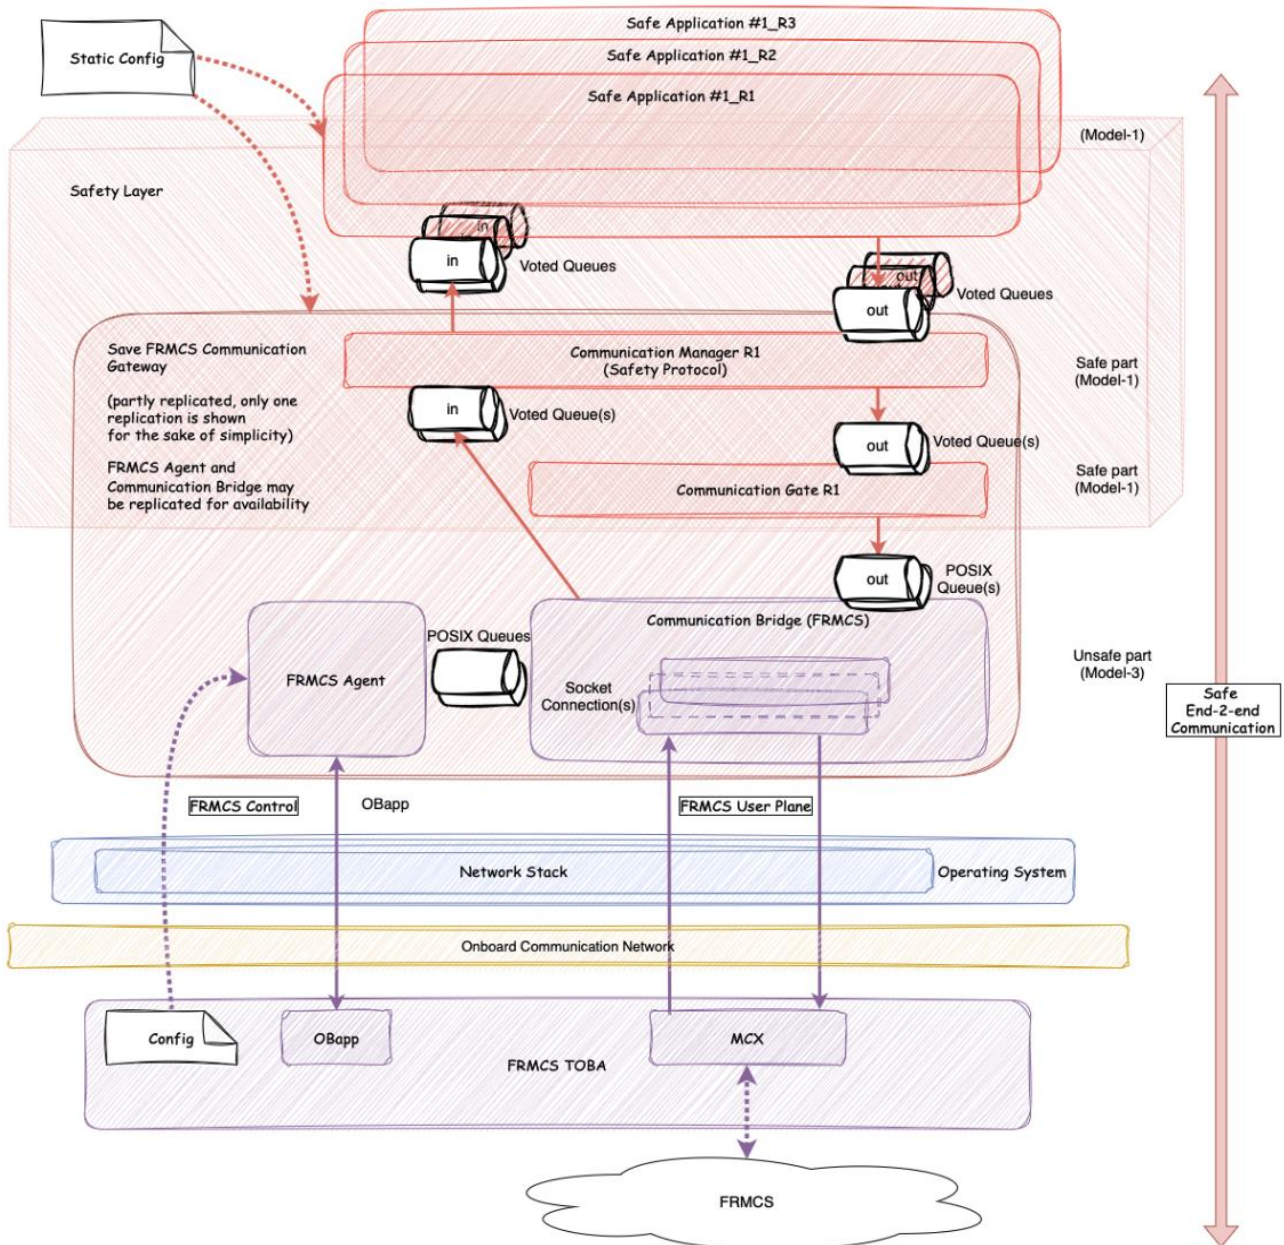 Safe Application #1_R3
Safe Application #1_R2
Safe Application #1_R1
Static Config
(Model-1)
Safety Layer
in
in
Voted Queues
out
out
Voted Queues
Save FRMCS Communication
Gateway
(partly replicated, only one
replication is shown
for the sake of simplicity)
FRMCS Agent and
Communication Bridge may
be replicated for availability
Communication Manager R1
(Safety Protocol)
Safe part
(Model-1)
in
Voted Queue(s)
out
Voted Queue(s)
Communication Gate R1
Safe part
(Model-1)
out
POSIX
Queue(s)
Communication Bridge (FRMCS)
POSIX Queues
FRMCS Agent
Socket
Connection(s)
Unsafe part
(Model-3)
Safe
End-2-end
Communication
FRMCS Control
OBapp
FRMCS User Plane
Network Stack
Operating System
Onboard Communication Network
Config
OBapp
MCX
FRMCS TOBA
FRMCS